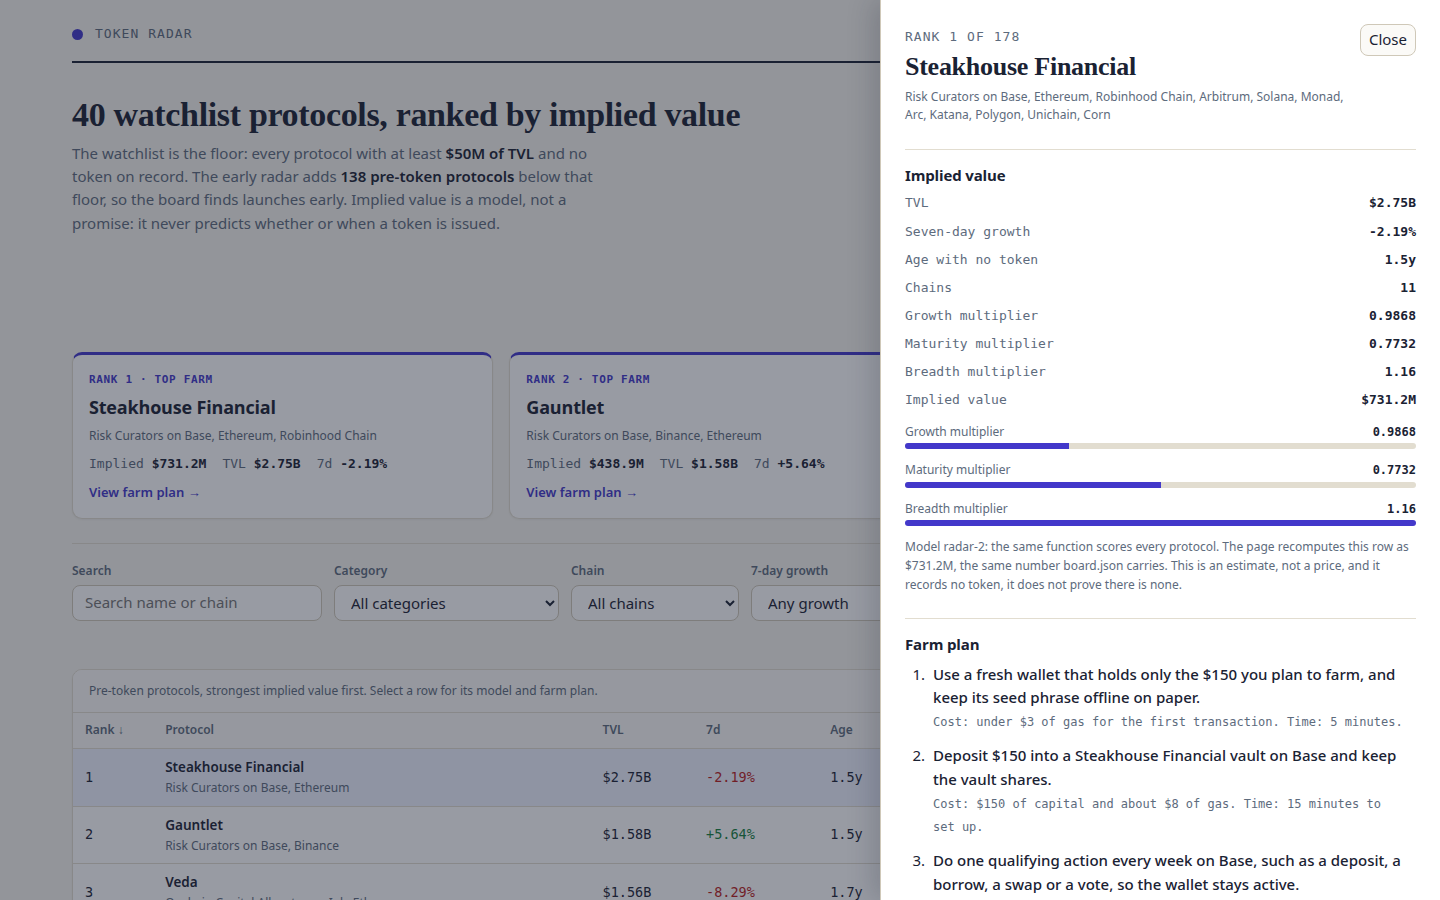 TOKEN RADAR
40 watchlist protocols, ranked by implied value
The watchlist is the floor: every protocol with at least $50M of TVL and no
token on record. The early radar adds 138 pre-token protocols below that
floor, so the board finds launches early. Implied value is a model, not a
promise: it never predicts whether or when a token is issued.
RANK 1 · TOP FARM
Steakhouse Financial
Risk Curators on Base, Ethereum, Robinhood Chain
Implied $731.2M TVL $2.75B 7d -2.19%
View farm plan →
RANK 2 · TOP FARM
Gauntlet
Risk Curators on Base, Binance, Ethereum
Implied $438.9M TVL $1.58B 7d +5.64%
View farm plan →
Search Category Chain 7-day growth
Search name or chain All categories All chains Any growth
Pre-token protocols, strongest implied value first. Select a row for its model and farm plan.
Rank ↓ Protocol TVL 7d Age
1 Steakhouse Financial $2.75B -2.19% 1.5y
Risk Curators on Base, Ethereum
2 Gauntlet $1.58B +5.64% 1.5y
Risk Curators on Base, Binance
3 Veda $1.56B -8.29% 1.7y
RANK 1 OF 178
Close
Steakhouse Financial
Risk Curators on Base, Ethereum, Robinhood Chain, Arbitrum, Solana, Monad,
Arc, Katana, Polygon, Unichain, Corn
Implied value
TVL $2.75B
Seven-day growth -2.19%
Age with no token 1.5y
Chains 11
Growth multiplier 0.9868
Maturity multiplier 0.7732
Breadth multiplier 1.16
Implied value $731.2M
Growth multiplier 0.9868
Maturity multiplier 0.7732
Breadth multiplier 1.16
Model radar-2: the same function scores every protocol. The page recomputes this row as
$731.2M, the same number board.json carries. This is an estimate, not a price, and it
records no token, it does not prove there is none.
Farm plan
1. Use a fresh wallet that holds only the $150 you plan to farm, and
keep its seed phrase offline on paper.
Cost: under $3 of gas for the first transaction. Time: 5 minutes.
2. Deposit $150 into a Steakhouse Financial vault on Base and keep
the vault shares.
Cost: $150 of capital and about $8 of gas. Time: 15 minutes to
set up.
3. Do one qualifying action every week on Base, such as a deposit, a
borrow, a swap or a vote, so the wallet stays active.